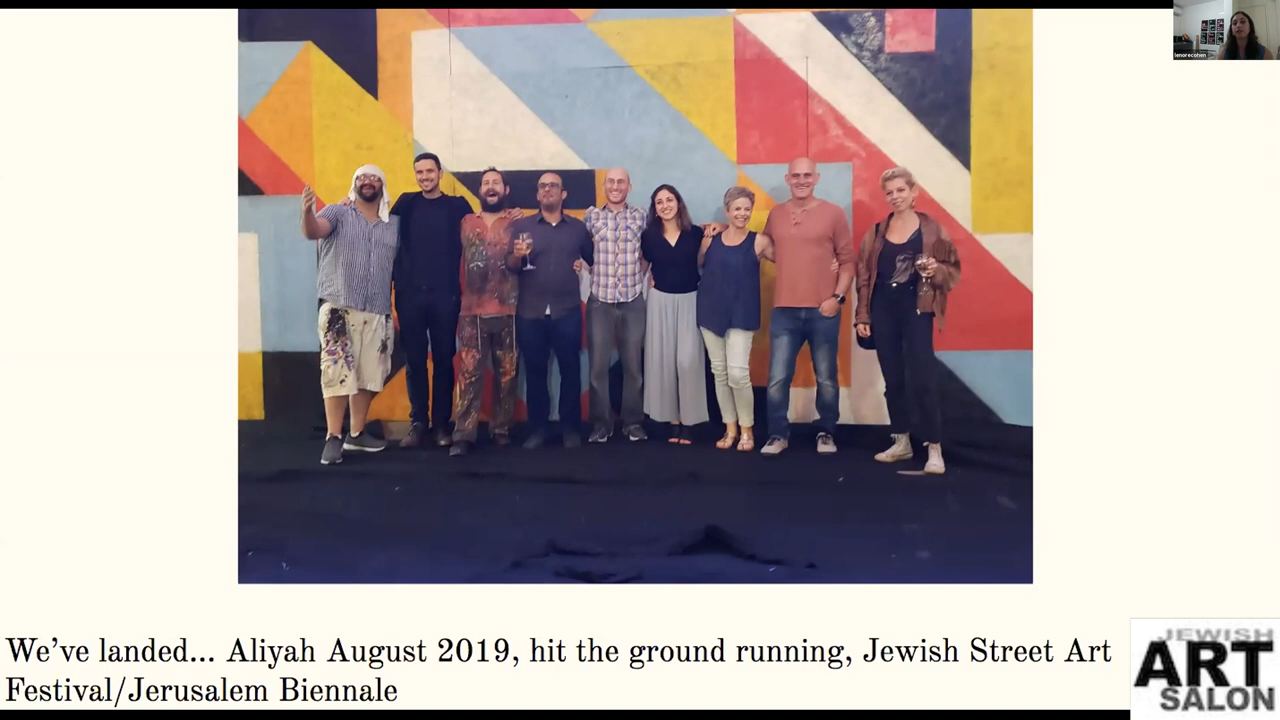 lenorecohen
We've landed... Aliyah August 2019, hit the ground running, Jewish Street Art
Festival/Jerusalem Biennale
JEWISH
ART
SALON